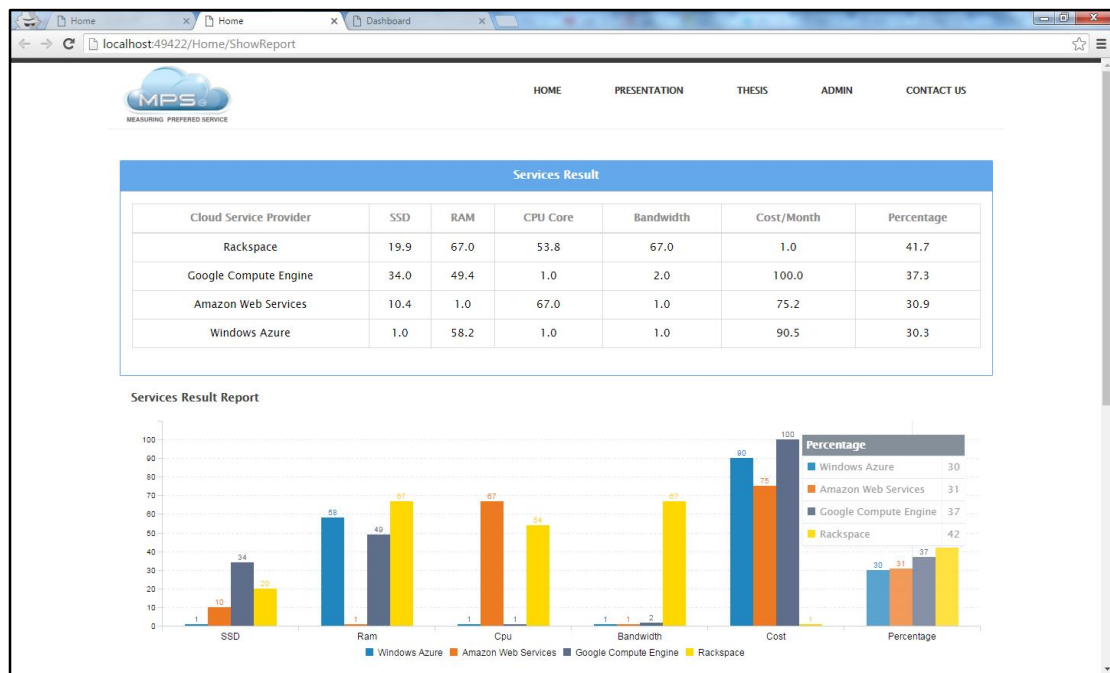 Home
Home
Dashboard
localhost:49422/Home/ShowReport
MPS
MEASURING PREFERED SERVICE
HOME PRESENTATION THESIS ADMIN CONTACT US
Services Result
Cloud Service Provider SSD RAM CPU Core Bandwidth Cost/Month Percentage
Rackspace 19.9 67.0 53.8 67.0 1.0 41.7
Google Compute Engine 34.0 49.4 1.0 2.0 100.0 37.3
Amazon Web Services 10.4 1.0 67.0 1.0 75.2 30.9
Windows Azure 1.0 58.2 1.0 1.0 90.5 30.3
Services Result Report
100
90
80
70
60
50
40
30
20
10
0
1 10 34 20
58 1 49 67
1 67 1 54
1 1 2 67
90 75 100 1
30 31 37
Percentage
Windows Azure 30
Amazon Web Services 31
Google Compute Engine 37
Rackspace 42
SSD Ram Cpu Bandwidth Cost Percentage
Windows Azure Amazon Web Services Google Compute Engine Rackspace